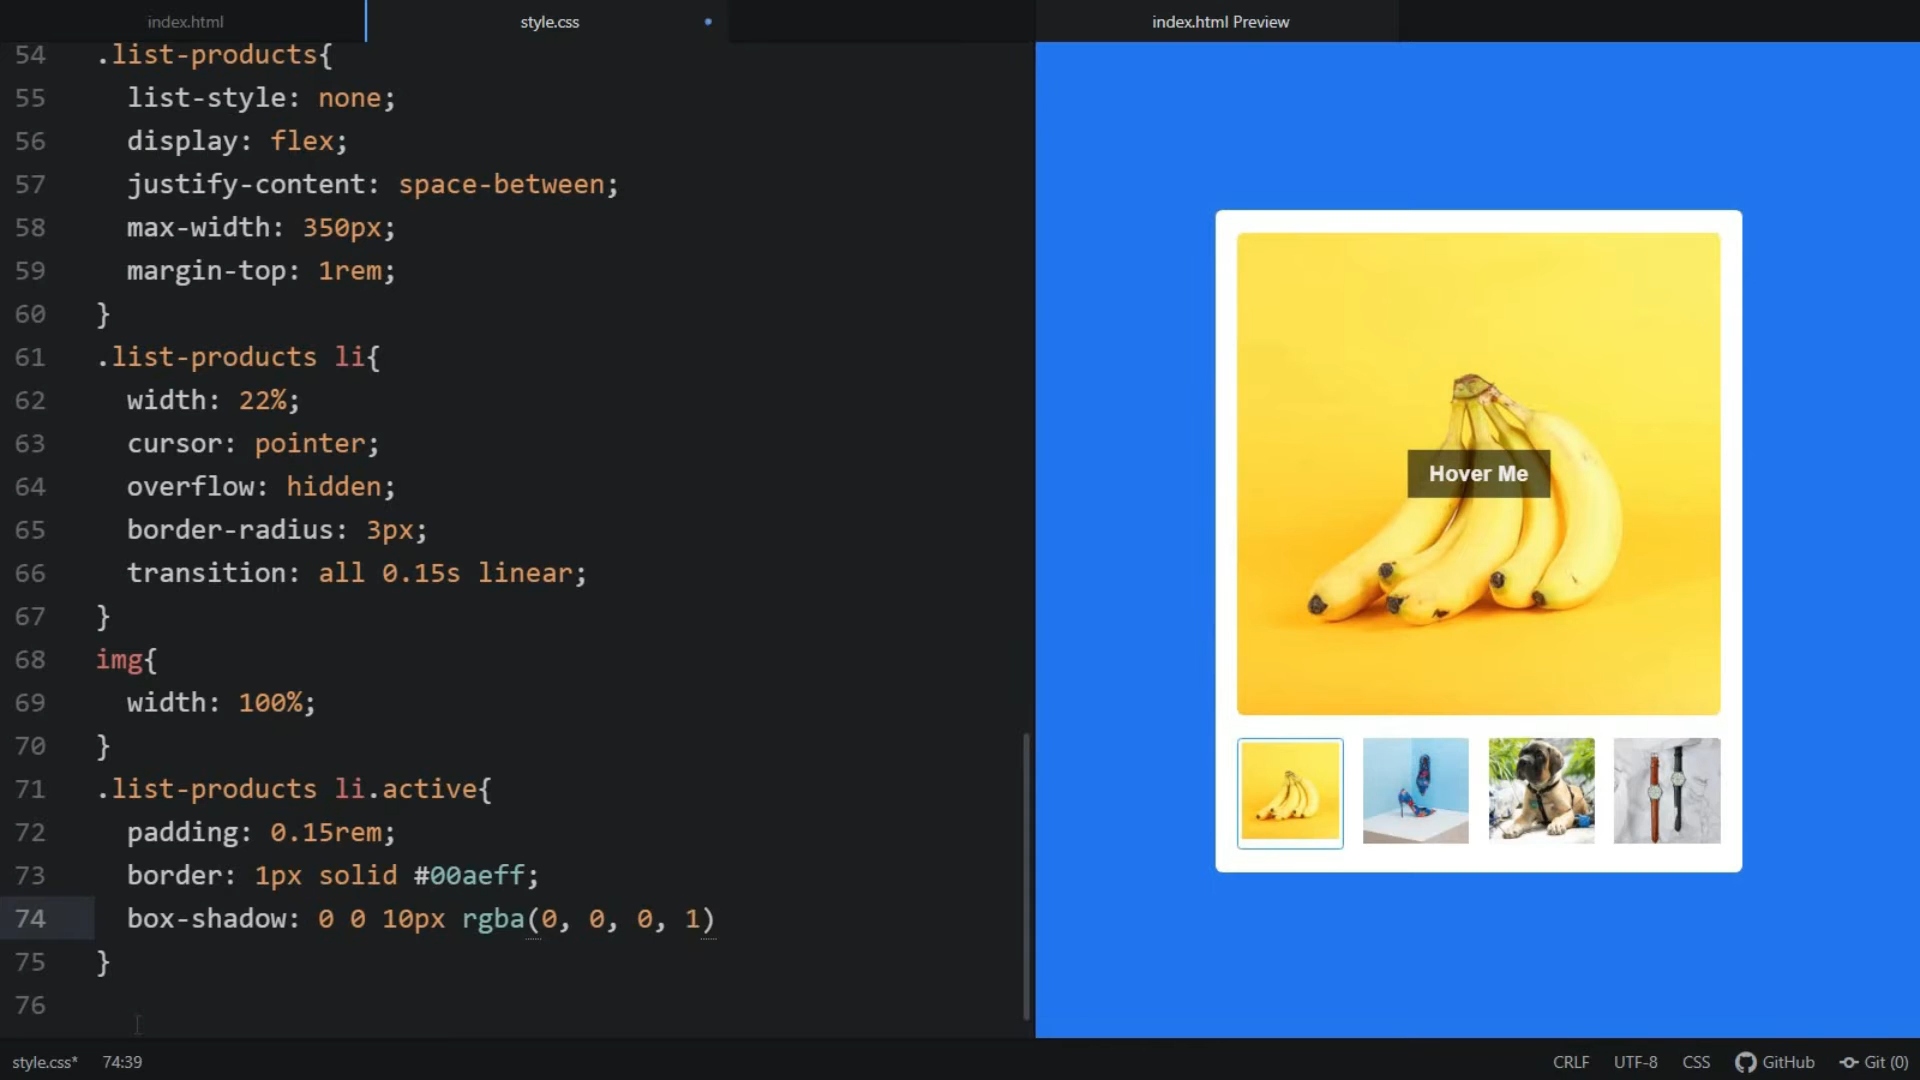 index.html
style.css
index.html Preview
54 .list-products{
55 list-style: none;
56 display: flex;
57 justify-content: space-between;
58 max-width: 350px;
59 margin-top: 1rem;
60 }
61 .list-products li{
62 width: 22%;
63 cursor: pointer;
64 overflow: hidden;
65 border-radius: 3px;
66 transition: all 0.15s linear;
67 }
68 img{
69 width: 100%;
70 }
71 .list-products li.active{
72 padding: 0.15rem;
73 border: 1px solid #00aeff;
74 box-shadow: 0 0 10px rgba(0, 0, 0, 1)
75 }
76
Hover Me
style.css* 74:39
CRLF UTF-8 CSS GitHub Git (0)